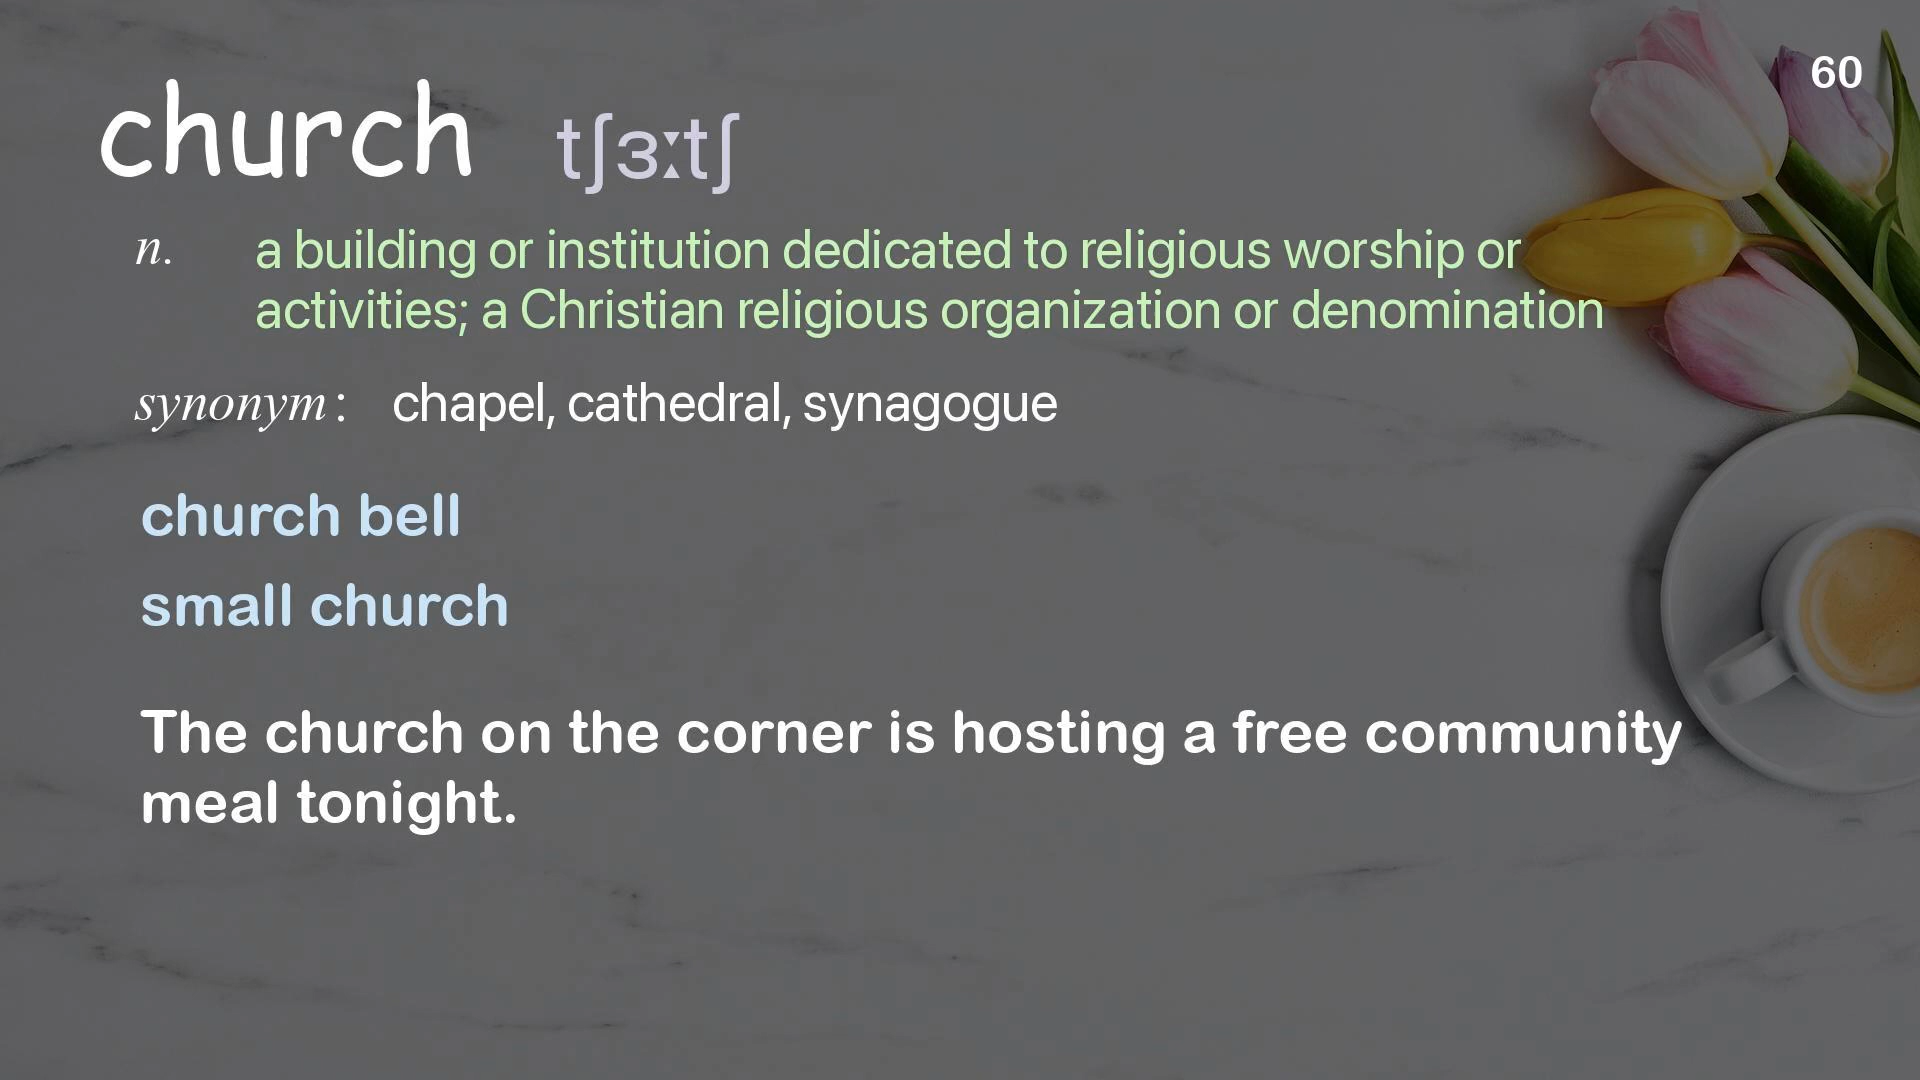 60
church tʃɜːtʃ
n. a building or institution dedicated to religious worship or
activities; a Christian religious organization or denomination
synonym: chapel, cathedral, synagogue
church bell
small church
The church on the corner is hosting a free community
meal tonight.